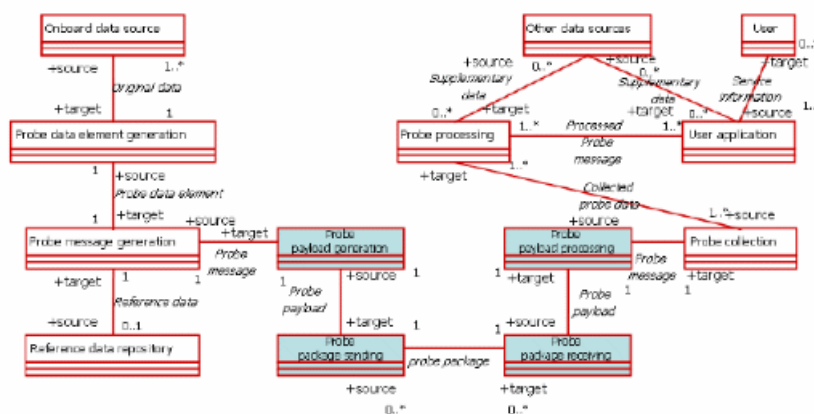 Onboard data source
Other data sources
User
+source
1..*
Original data
+target
1
+source
0..*
Supplementary
data
+target
0..*
0..*
Supplementary
data
+target
0..*
0..*
+target
Service
information
+source
1..*
Probe data element generation
Probe processing
User application
1..*
Processed
Probe
message
1..*
1
+source
Probe data element
1
+target
+target
1..*
Collected
probe data
1..*
+source
Probe message generation
+source
+target
1
Probe
message
Probe
payload generation
+source
Probe
payload processing
Probe collection
+target
1
Reference data
+source
0..1
1
+source
Probe
payload
+target
1
1
1
+target
Probe
payload
+source
1
Probe
message
1
1
+target
Reference data repository
Probe
package sending
probe package
Probe
package receiving
+source
0..*
+target
0..*